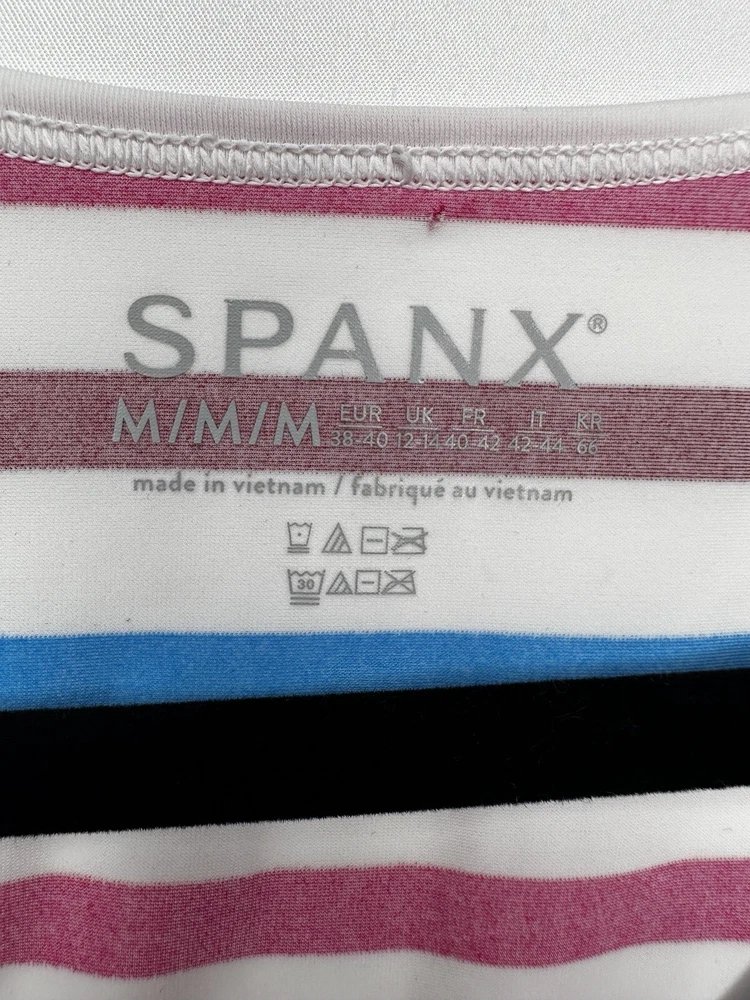 SPANX®
M/M/M EUR 38-40 UK 12-14 FR 40-42 IT 42-44 KR 66
made in vietnam / fabriqué au vietnam
30